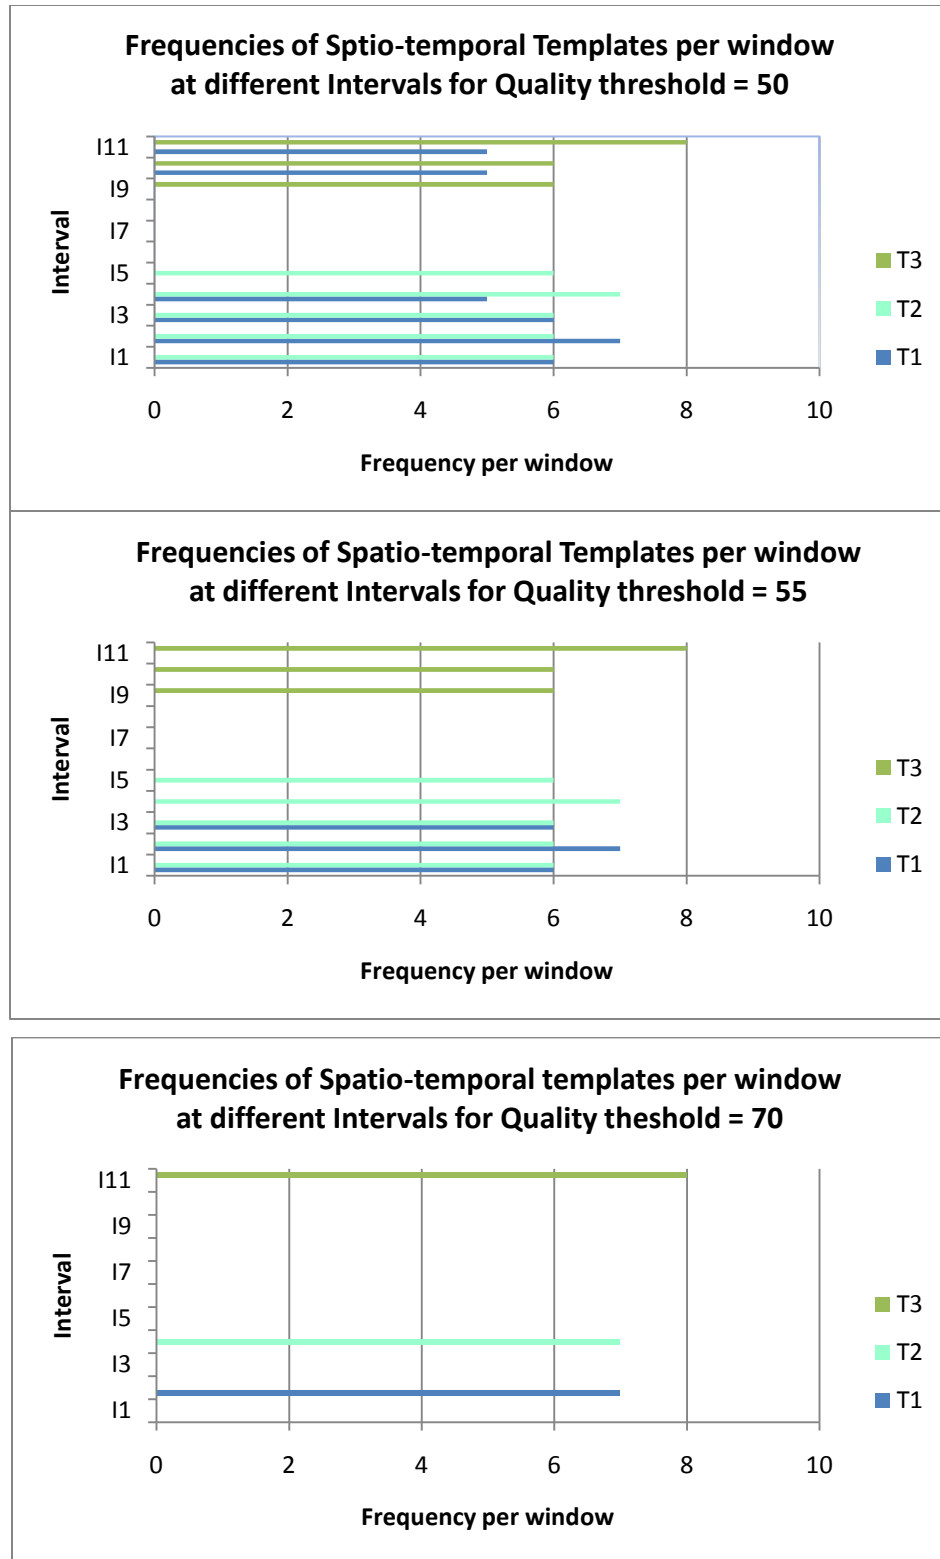 Frequencies of Sptio-temporal Templates per window
at different Intervals for Quality threshold = 50
I11
I9
I7
I5
I3
I1
Interval
T3
T2
T1
0 2 4 6 8 10
Frequency per window
Frequencies of Spatio-temporal Templates per window
at different Intervals for Quality threshold = 55
I11
I9
I7
I5
I3
I1
Interval
T3
T2
T1
0 2 4 6 8 10
Frequency per window
Frequencies of Spatio-temporal templates per window
at different Intervals for Quality theshold = 70
I11
I9
I7
I5
I3
I1
Interval
T3
T2
T1
0 2 4 6 8 10
Frequency per window